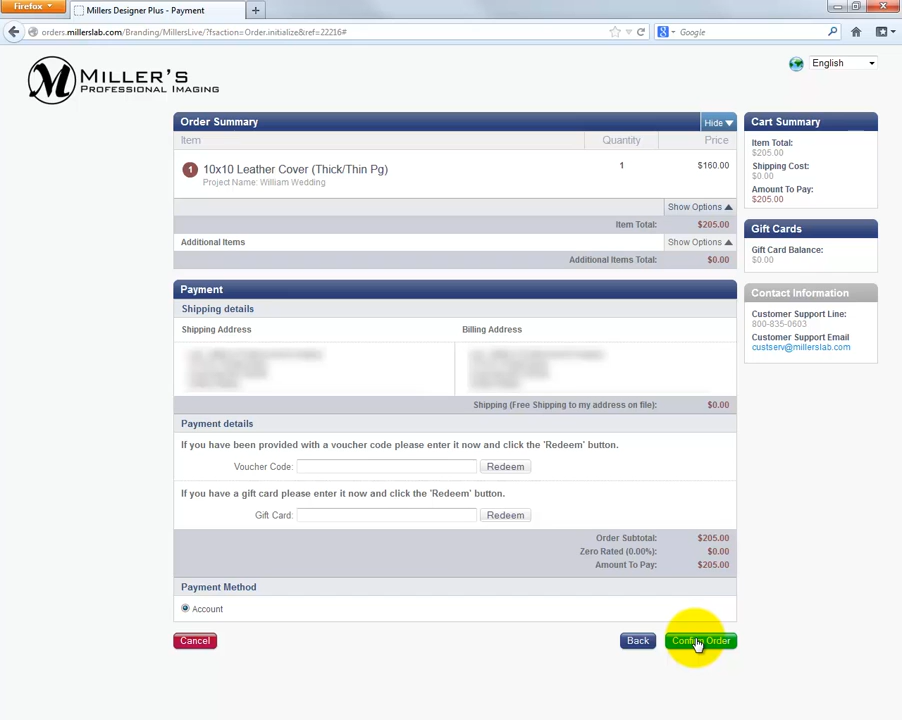 Firefox
Millers Designer Plus - Payment
orders.millerslab.com/Branding/MillersLive/?fsaction=Order.initialize&ref=22216#
Google
MILLER'S
PROFESSIONAL IMAGING
English
Order Summary
Hide
Item Quantity Price
1 10x10 Leather Cover (Thick/Thin Pg) 1 $160.00
Project Name: William Wedding
Show Options
Item Total: $205.00
Additional Items Show Options
Additional Items Total: $0.00
Payment
Shipping details
Shipping Address Billing Address
Shipping (Free Shipping to my address on file): $0.00
Payment details
If you have been provided with a voucher code please enter it now and click the 'Redeem' button.
Voucher Code: Redeem
If you have a gift card please enter it now and click the 'Redeem' button.
Gift Card: Redeem
Order Subtotal: $205.00
Zero Rated (0.00%): $0.00
Amount To Pay: $205.00
Payment Method
Account
Cancel
Back
Confirm Order
Cart Summary
Item Total:
$205.00
Shipping Cost:
$0.00
Amount To Pay:
$205.00
Gift Cards
Gift Card Balance:
$0.00
Contact Information
Customer Support Line:
800-835-0603
Customer Support Email
custserv@millerslab.com